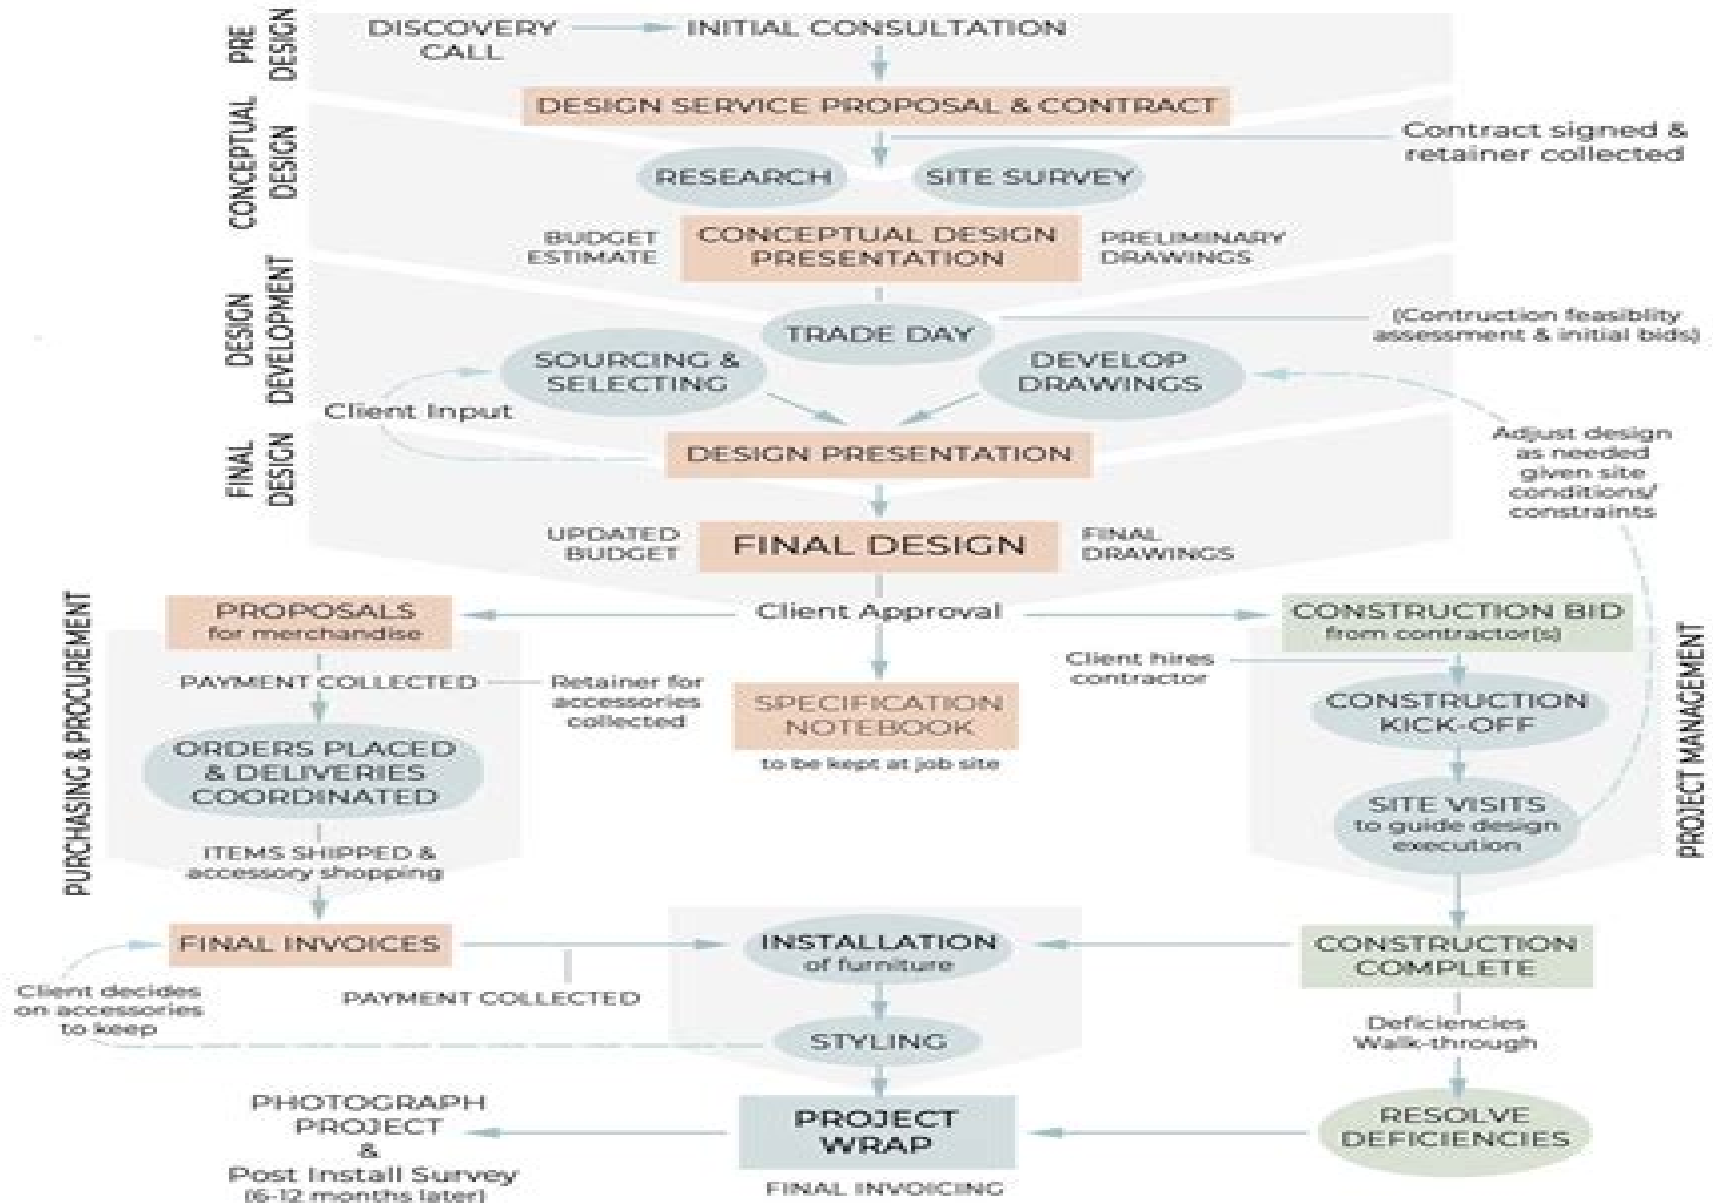 PRE
DESIGN
DISCOVERY
CALL
INITIAL CONSULTATION
DESIGN SERVICE PROPOSAL & CONTRACT
CONCEPTUAL
DESIGN
Contract signed &
retainer collected
RESEARCH
SITE SURVEY
BUDGET
ESTIMATE
CONCEPTUAL DESIGN
PRESENTATION
PRELIMINARY
DRAWINGS
DESIGN
DEVELOPMENT
TRADE DAY
(Contruction feasiblity
assessment & initial bids)
SOURCING &
SELECTING
DEVELOP
DRAWINGS
Client Input
FINAL
DESIGN
DESIGN PRESENTATION
Adjust design
as needed
given site
conditions/
constraints
UPDATED
BUDGET
FINAL DESIGN
FINAL
DRAWINGS
PURCHASING & PROCUREMENT
PROPOSALS
for merchandise
Client Approval
CONSTRUCTION BID
from contractor(s)
PROJECT MANAGEMENT
PAYMENT COLLECTED
Retainer for
accessories
collected
SPECIFICATION
NOTEBOOK
to be kept at job site
Client hires
contractor
CONSTRUCTION
KICK-OFF
ORDERS PLACED
& DELIVERIES
COORDINATED
SITE VISITS
to guide design
execution
ITEMS SHIPPED &
accessory shopping
FINAL INVOICES
INSTALLATION
of furniture
CONSTRUCTION
COMPLETE
Client decides
on accessories
to keep
PAYMENT COLLECTED
STYLING
Deficiencies
Walk-through
PHOTOGRAPH
PROJECT
&
Post Install Survey
(6-12 months later)
PROJECT
WRAP
FINAL INVOICING
RESOLVE
DEFICIENCIES